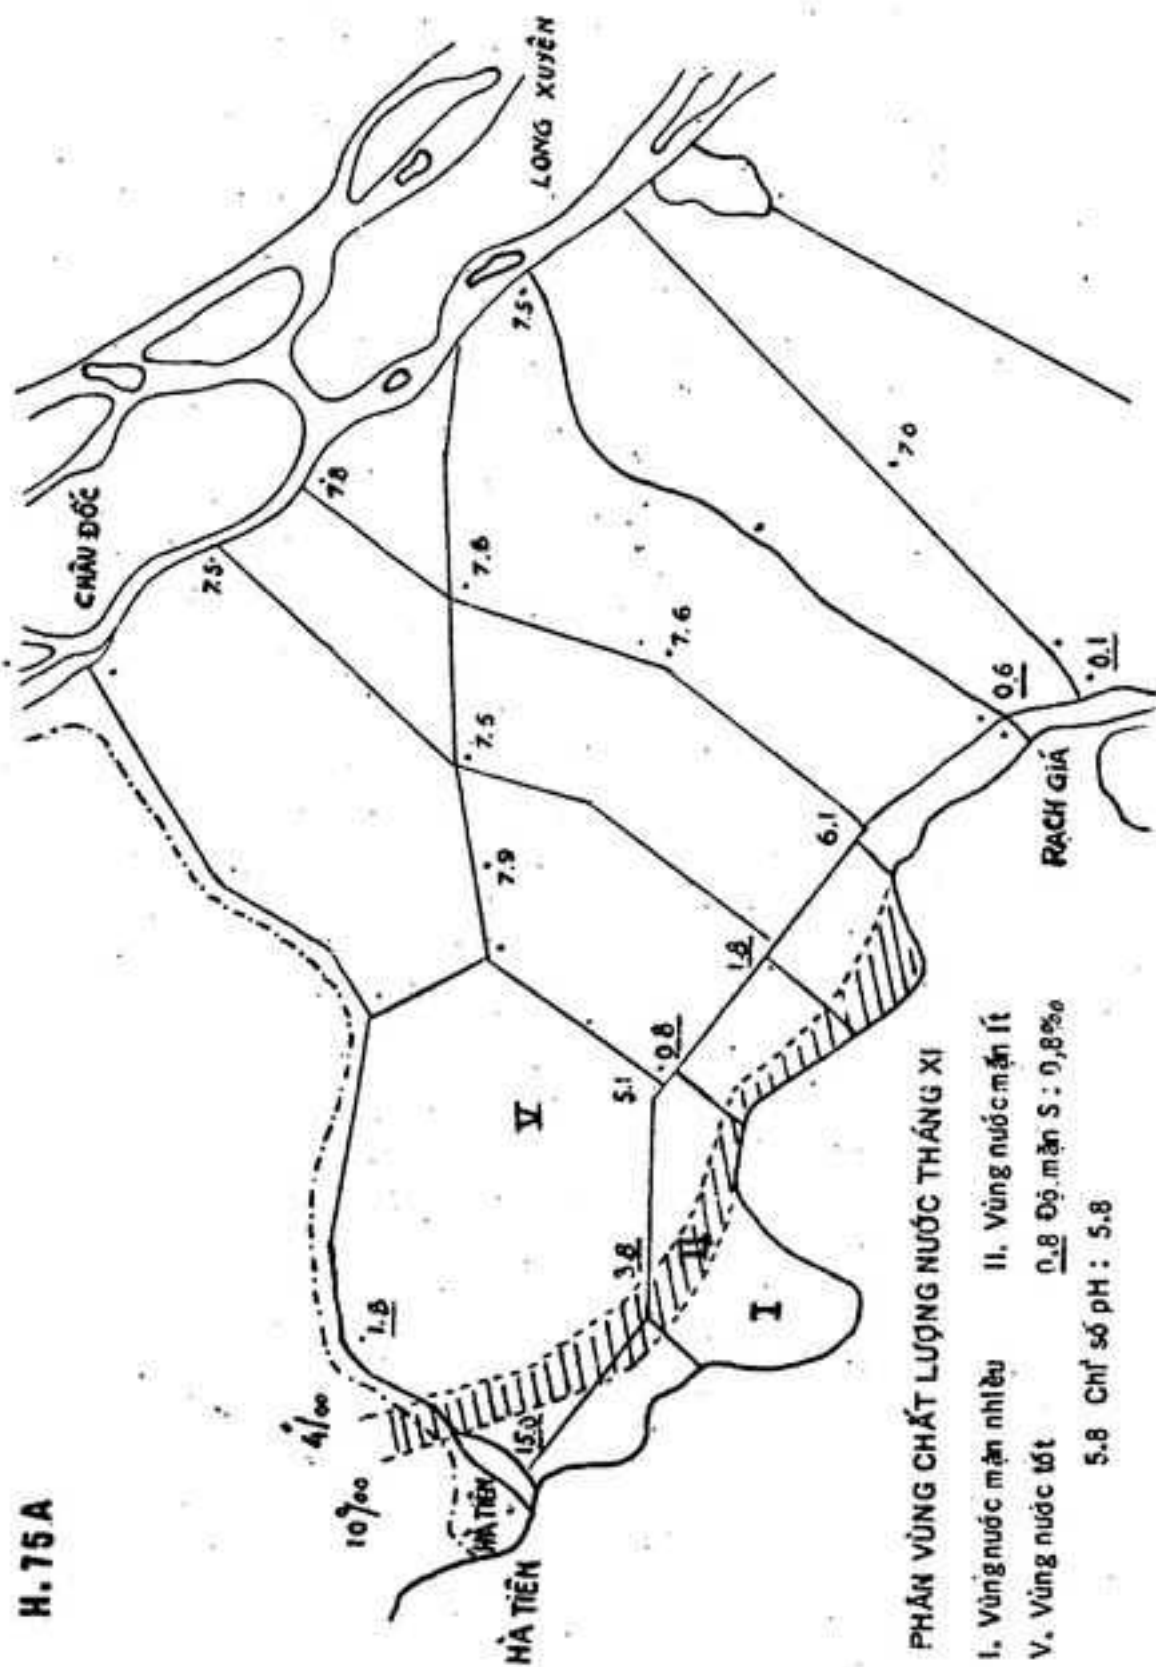 H.75A
10‰
4‰
CHÂU ĐỐC
LONG XUYÊN
7.5
7.8
7.5
7.8
7.5
7.9
7.6
7.0
1.8
V
5.1
0.8
1.8
6.1
0.6
0.1
3.8
II
15.0
HÀ TIÊN
HÀ TIÊN
I
RẠCH GIÁ
PHÂN VÙNG CHẤT LƯỢNG NƯỚC THÁNG XI
I. Vùng nước mặn nhiều
II. Vùng nước mặn ít
V. Vùng nước tốt
0.8 Độ mặn S : 0,8‰
5.8 Chỉ số pH : 5.8